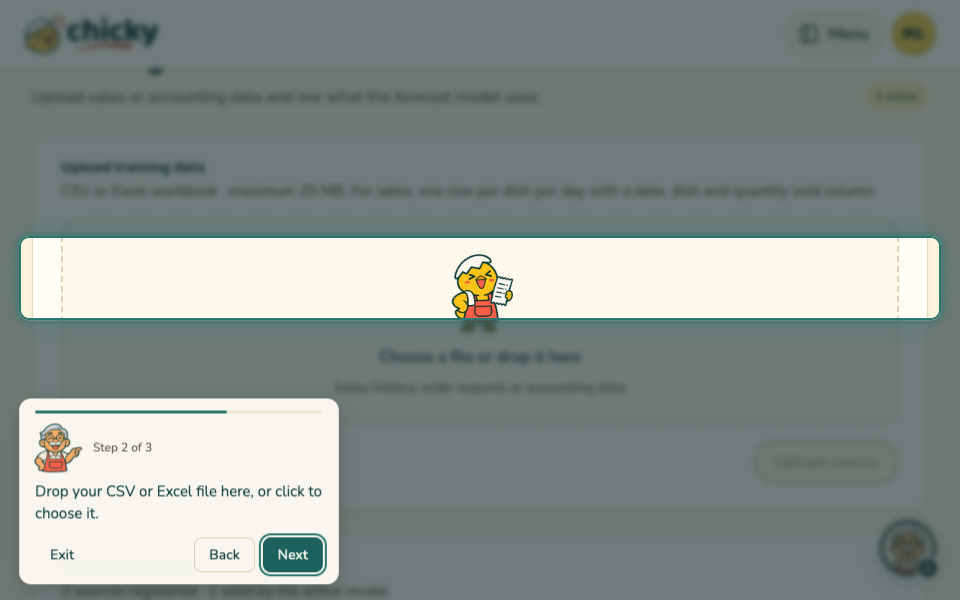 chicky
Menu
Upload sales or accounting data and see what the forecast model uses.
Upload training data
CSV or Excel workbook · maximum 25 MB. For sales, one row per dish per day with a date, dish and quantity sold column.
Choose a file or drop it here
Sales history, order exports or accounting data
Step 2 of 3
Drop your CSV or Excel file here, or click to
choose it.
Exit
Back
Next
Upload source
2 sources registered · 1 used by the active model